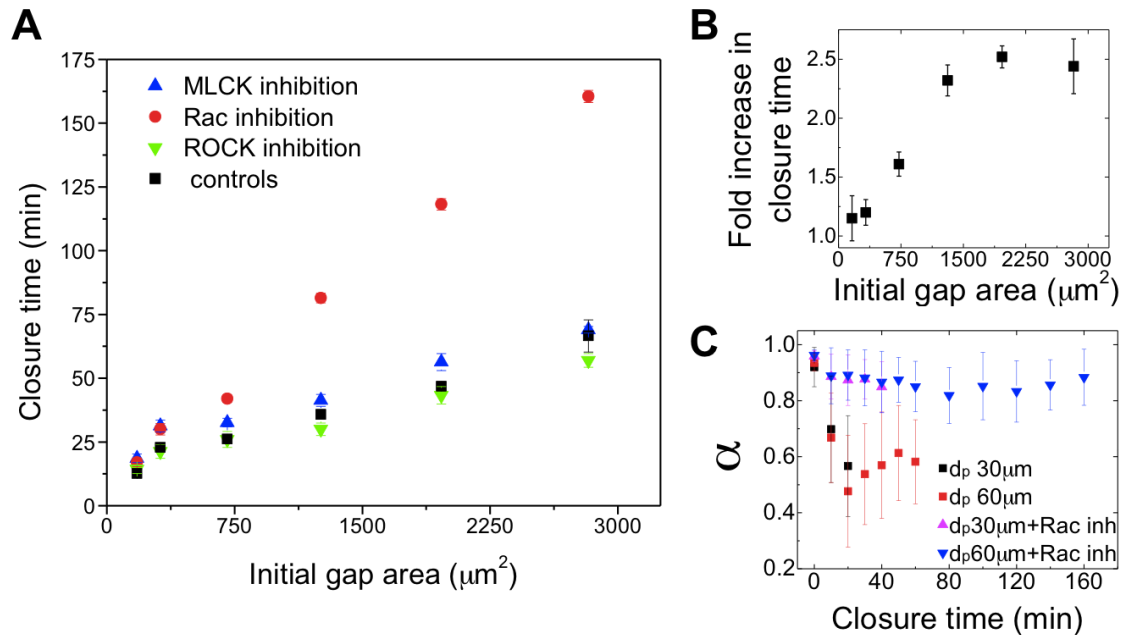 A
175
150
125
100
75
50
25
0
0 750 1500 2250 3000
Closure time (min)
Initial gap area (μm²)
MLCK inhibition
Rac inhibition
ROCK inhibition
controls
B
2.5
2.0
1.5
1.0
0 750 1500 2250 3000
Fold increase in
closure time
Initial gap area (μm²)
C
1.0
0.8
0.6
0.4
0.2
0 40 80 120 160
α
dp 30μm
dp 60μm
dp30μm+Rac inh
dp60μm+Rac inh
Closure time (min)